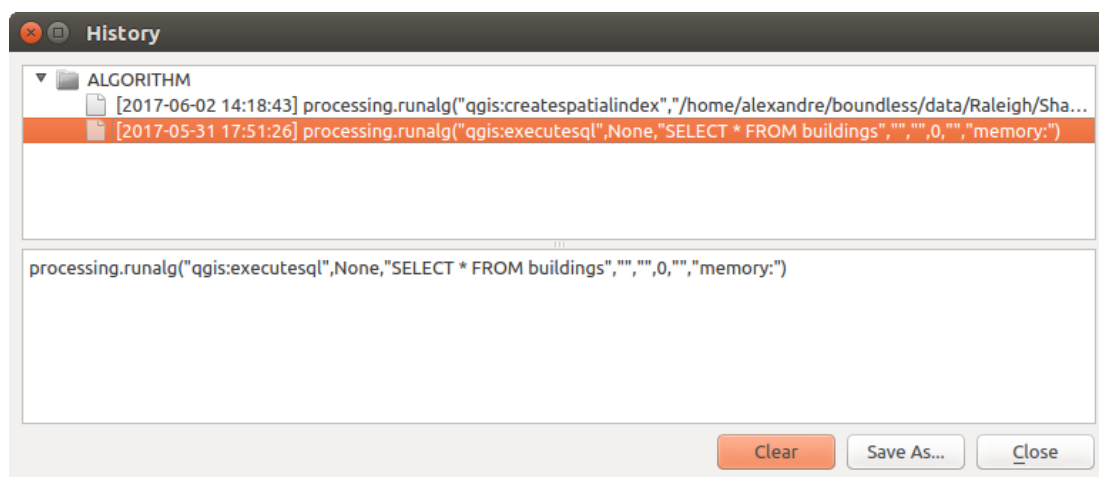 History
ALGORITHM
[2017-06-02 14:18:43] processing.runalg("qgis:createspatialindex","/home/alexandre/boundless/data/Raleigh/Sha...
[2017-05-31 17:51:26] processing.runalg("qgis:executesql",None,"SELECT * FROM buildings","","",0,"","memory:")
processing.runalg("qgis:executesql",None,"SELECT * FROM buildings","","",0,"","memory:")
Clear Save As... Close